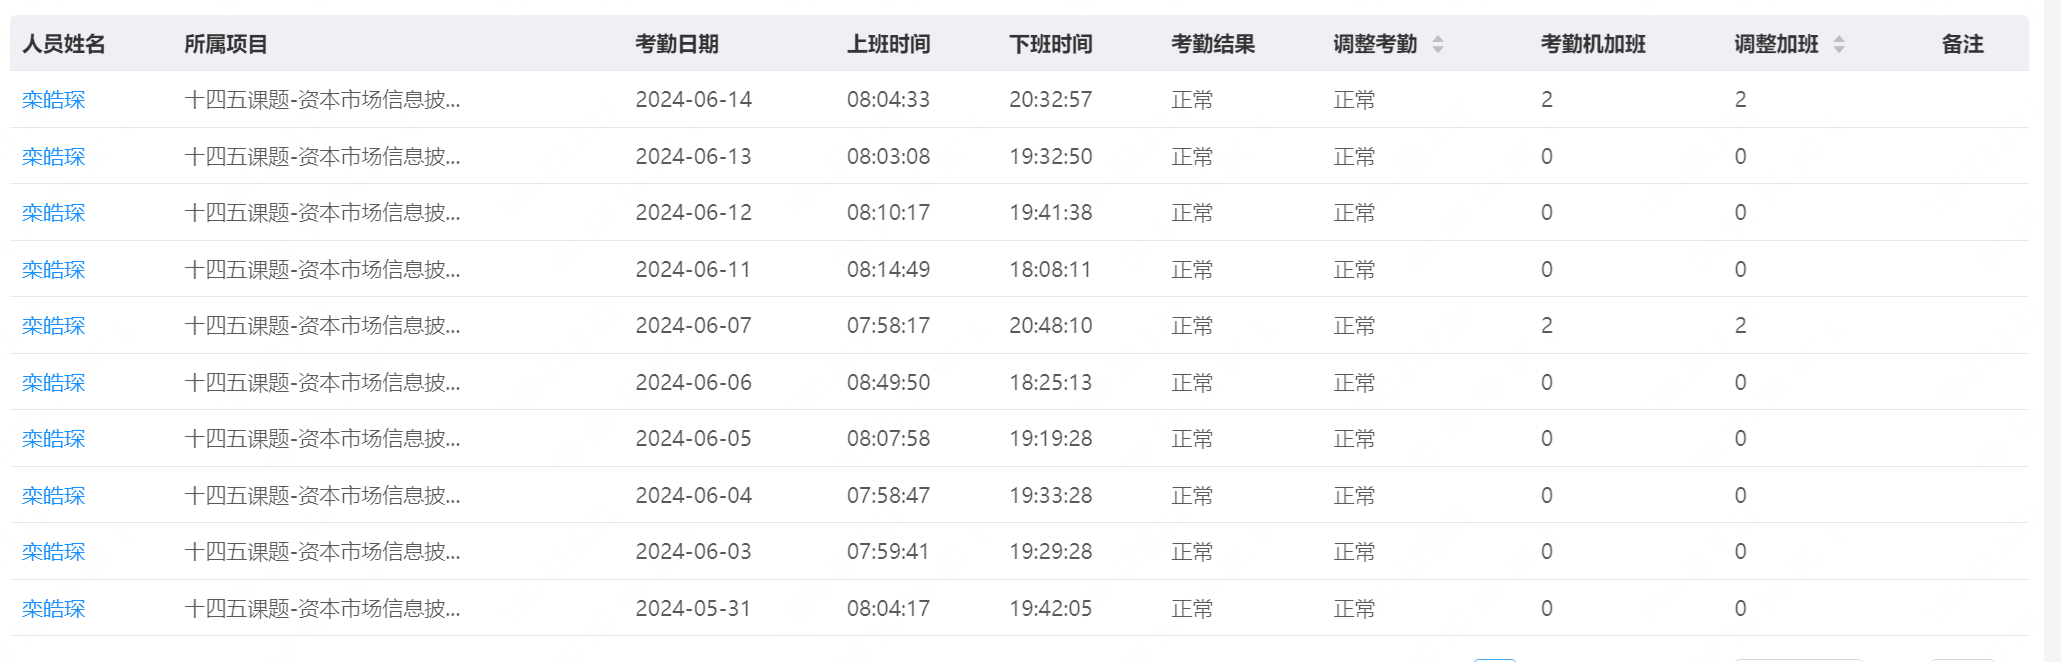 人员姓名 所属项目 考勤日期 上班时间 下班时间 考勤结果 调整考勤 考勤机加班 调整加班 备注
栾皓琛 十四五课题-资本市场信息披... 2024-06-14 08:04:33 20:32:57 正常 正常 2 2
栾皓琛 十四五课题-资本市场信息披... 2024-06-13 08:03:08 19:32:50 正常 正常 0 0
栾皓琛 十四五课题-资本市场信息披... 2024-06-12 08:10:17 19:41:38 正常 正常 0 0
栾皓琛 十四五课题-资本市场信息披... 2024-06-11 08:14:49 18:08:11 正常 正常 0 0
栾皓琛 十四五课题-资本市场信息披... 2024-06-07 07:58:17 20:48:10 正常 正常 2 2
栾皓琛 十四五课题-资本市场信息披... 2024-06-06 08:49:50 18:25:13 正常 正常 0 0
栾皓琛 十四五课题-资本市场信息披... 2024-06-05 08:07:58 19:19:28 正常 正常 0 0
栾皓琛 十四五课题-资本市场信息披... 2024-06-04 07:58:47 19:33:28 正常 正常 0 0
栾皓琛 十四五课题-资本市场信息披... 2024-06-03 07:59:41 19:29:28 正常 正常 0 0
栾皓琛 十四五课题-资本市场信息披... 2024-05-31 08:04:17 19:42:05 正常 正常 0 0